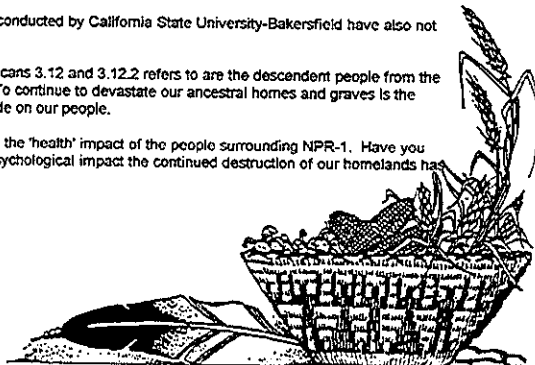 conducted by California State University-Bakersfield have also not
cans 3.12 and 3.12.2 refers to are the descendent people from the
To continue to devastate our ancestral homes and graves is the
de on our people.
the 'health' impact of the people surrounding NPR-1. Have you
sychological impact the continued destruction of our homelands has